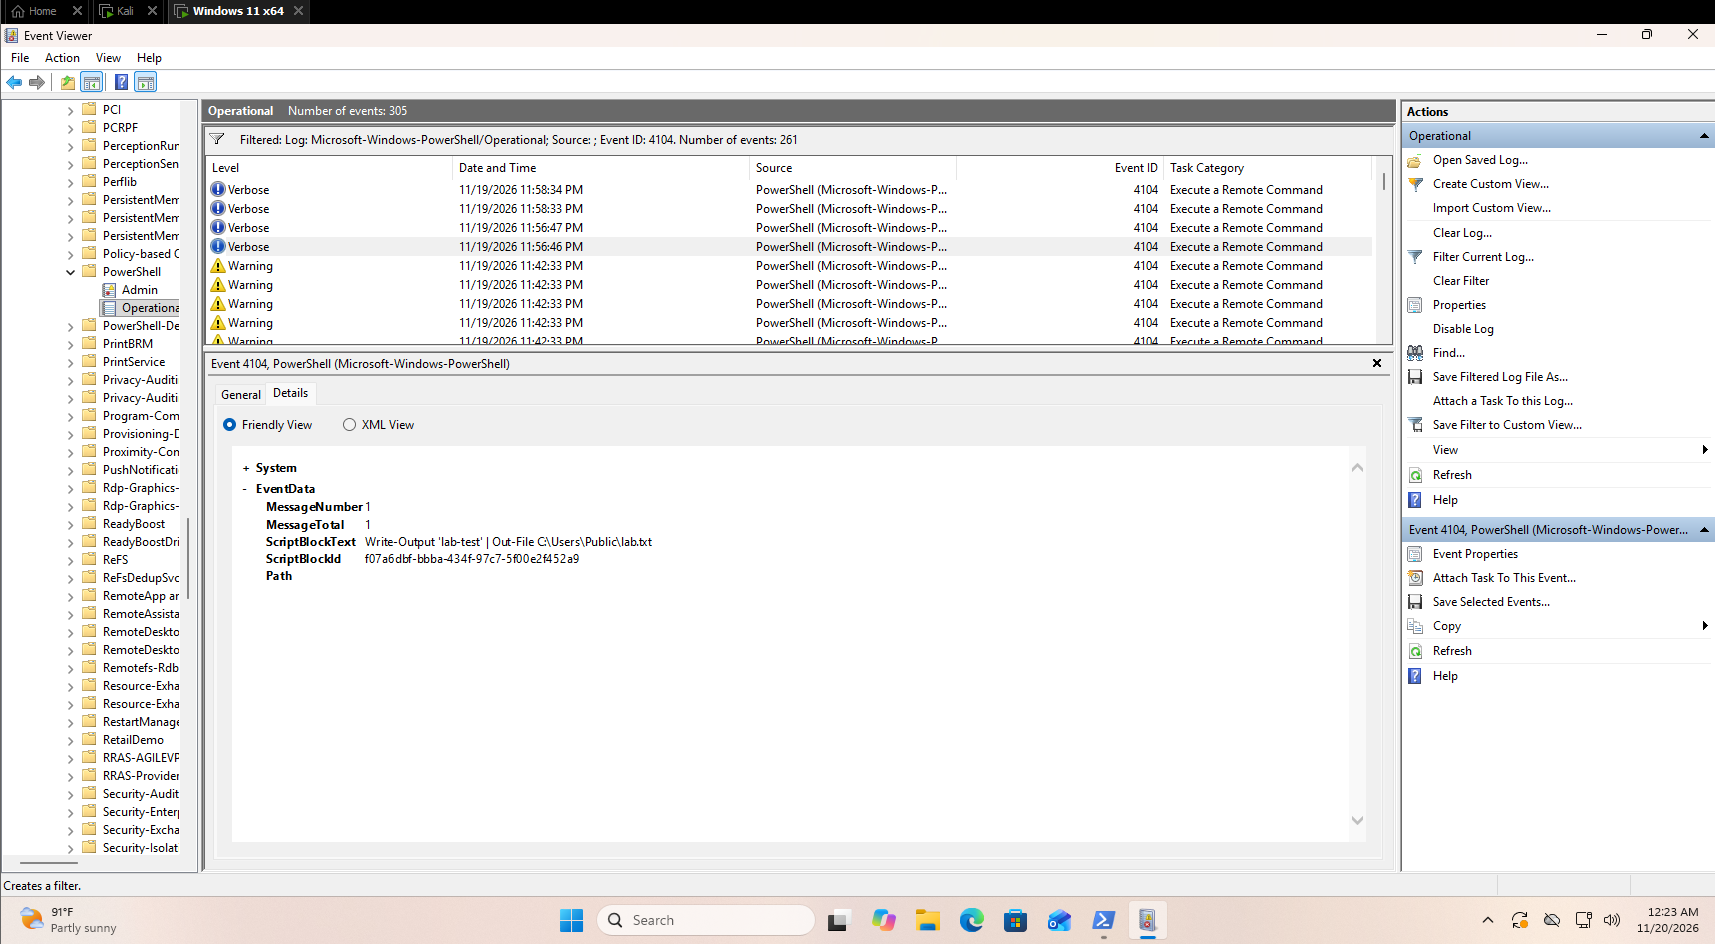 Home
Kali
Windows 11 x64
Event Viewer
File Action View Help
PCI
PCRPF
PerceptionRun
PerceptionSen
Perflib
PersistentMem
PersistentMem
PersistentMem
Policy-based
PowerShell
Admin
Operationa
PowerShell-De
PrintBRM
PrintService
Privacy-Auditi
Privacy-Auditi
Program-Com
Provisioning-D
Proximity-Con
PushNotificati
Rdp-Graphics-
Rdp-Graphics-
ReadyBoost
ReadyBoostDri
ReFS
ReFsDedupSvc
RemoteApp ar
RemoteAssista
RemoteDeskto
RemoteDeskto
Remotefs-Rdb
Resource-Exha
Resource-Exha
RestartManage
RetailDemo
RRAS-AGILEVP
RRAS-Provider
Security-Audit
Security-Enter
Security-Excha
Security-Isolat
Operational Number of events: 305
Filtered: Log: Microsoft-Windows-PowerShell/Operational; Source: ; Event ID: 4104. Number of events: 261
Level Date and Time Source Event ID Task Category
Verbose 11/19/2026 11:58:34 PM PowerShell (Microsoft-Windows-P... 4104 Execute a Remote Command
Verbose 11/19/2026 11:58:33 PM PowerShell (Microsoft-Windows-P... 4104 Execute a Remote Command
Verbose 11/19/2026 11:56:47 PM PowerShell (Microsoft-Windows-P... 4104 Execute a Remote Command
Verbose 11/19/2026 11:56:46 PM PowerShell (Microsoft-Windows-P... 4104 Execute a Remote Command
Warning 11/19/2026 11:42:33 PM PowerShell (Microsoft-Windows-P... 4104 Execute a Remote Command
Warning 11/19/2026 11:42:33 PM PowerShell (Microsoft-Windows-P... 4104 Execute a Remote Command
Warning 11/19/2026 11:42:33 PM PowerShell (Microsoft-Windows-P... 4104 Execute a Remote Command
Warning 11/19/2026 11:42:33 PM PowerShell (Microsoft-Windows-P... 4104 Execute a Remote Command
Warning 11/19/2026 11:42:33 PM PowerShell (Microsoft-Windows-P 4104 Execute a Remote Command
Event 4104, PowerShell (Microsoft-Windows-PowerShell)
General Details
Friendly View XML View
+ System
- EventData
MessageNumber 1
MessageTotal 1
ScriptBlockText Write-Output 'lab-test' | Out-File C:\Users\Public\lab.txt
ScriptBlockId f07a6dbf-bbba-434f-97c7-5f00e2f452a9
Path
Actions
Operational
Open Saved Log...
Create Custom View...
Import Custom View...
Clear Log...
Filter Current Log...
Clear Filter
Properties
Disable Log
Find...
Save Filtered Log File As...
Attach a Task To this Log...
Save Filter to Custom View...
View
Refresh
Help
Event 4104, PowerShell (Microsoft-Windows-Power...
Event Properties
Attach Task To This Event...
Save Selected Events...
Copy
Refresh
Help
Creates a filter.
91°F
Partly sunny
Search
12:23 AM
11/20/2026